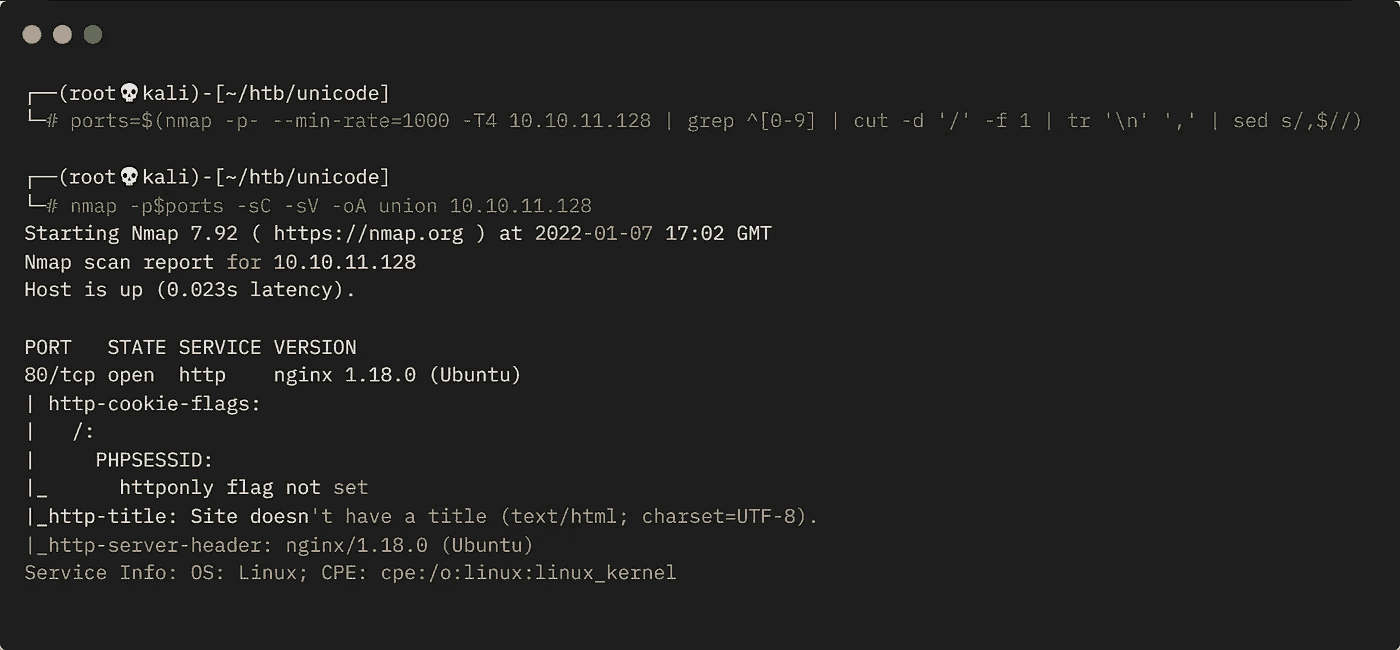 ┌──(root💀kali)-[~/htb/unicode]
└─# ports=$(nmap -p- --min-rate=1000 -T4 10.10.11.128 | grep ^[0-9] | cut -d '/' -f 1 | tr '\n' ',' | sed s/,$//)
┌──(root💀kali)-[~/htb/unicode]
└─# nmap -p$ports -sC -sV -oA union 10.10.11.128
Starting Nmap 7.92 ( https://nmap.org ) at 2022-01-07 17:02 GMT
Nmap scan report for 10.10.11.128
Host is up (0.023s latency).
PORT   STATE SERVICE VERSION
80/tcp open  http    nginx 1.18.0 (Ubuntu)
| http-cookie-flags:
|   /:
|     PHPSESSID:
|_      httponly flag not set
|_http-title: Site doesn't have a title (text/html; charset=UTF-8).
|_http-server-header: nginx/1.18.0 (Ubuntu)
Service Info: OS: Linux; CPE: cpe:/o:linux:linux_kernel